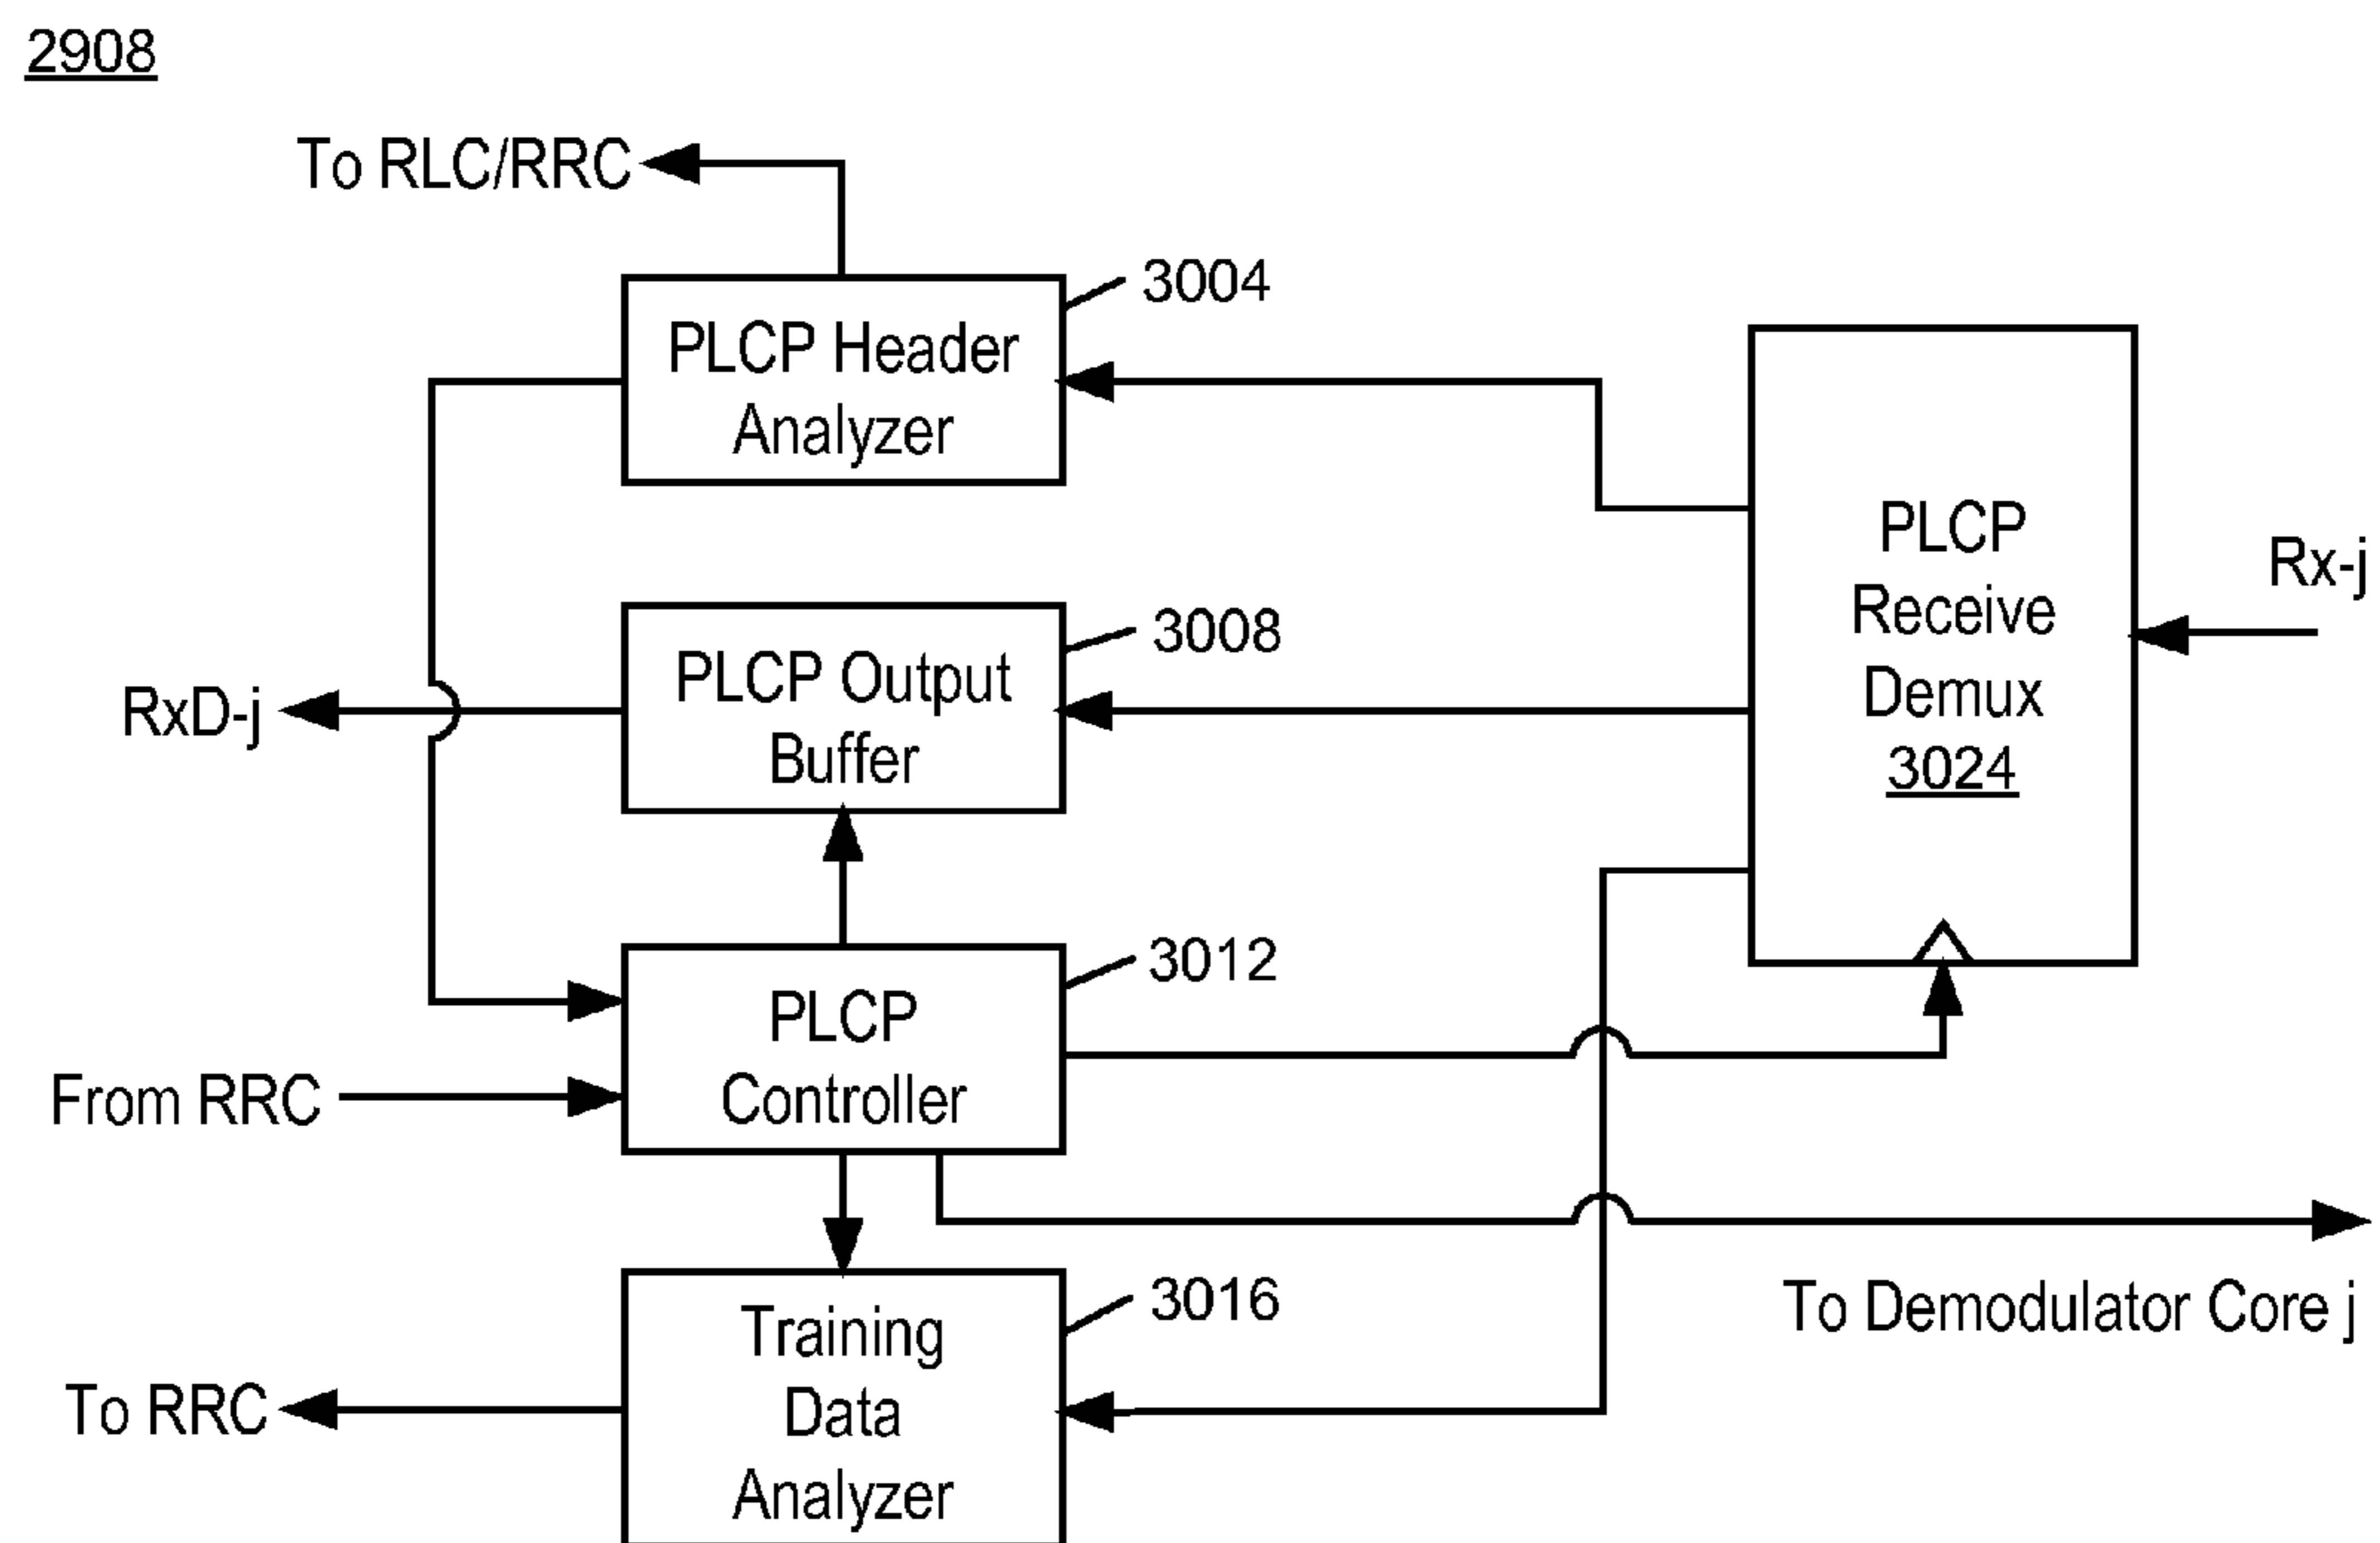 2908
To RLC/RRC
3004
PLCP Header
Analyzer
PLCP
Receive
Demux
3024
Rx-j
3008
PLCP Output
Buffer
RxD-j
3012
PLCP
Controller
From RRC
To Demodulator Core j
3016
Training
Data
Analyzer
To RRC